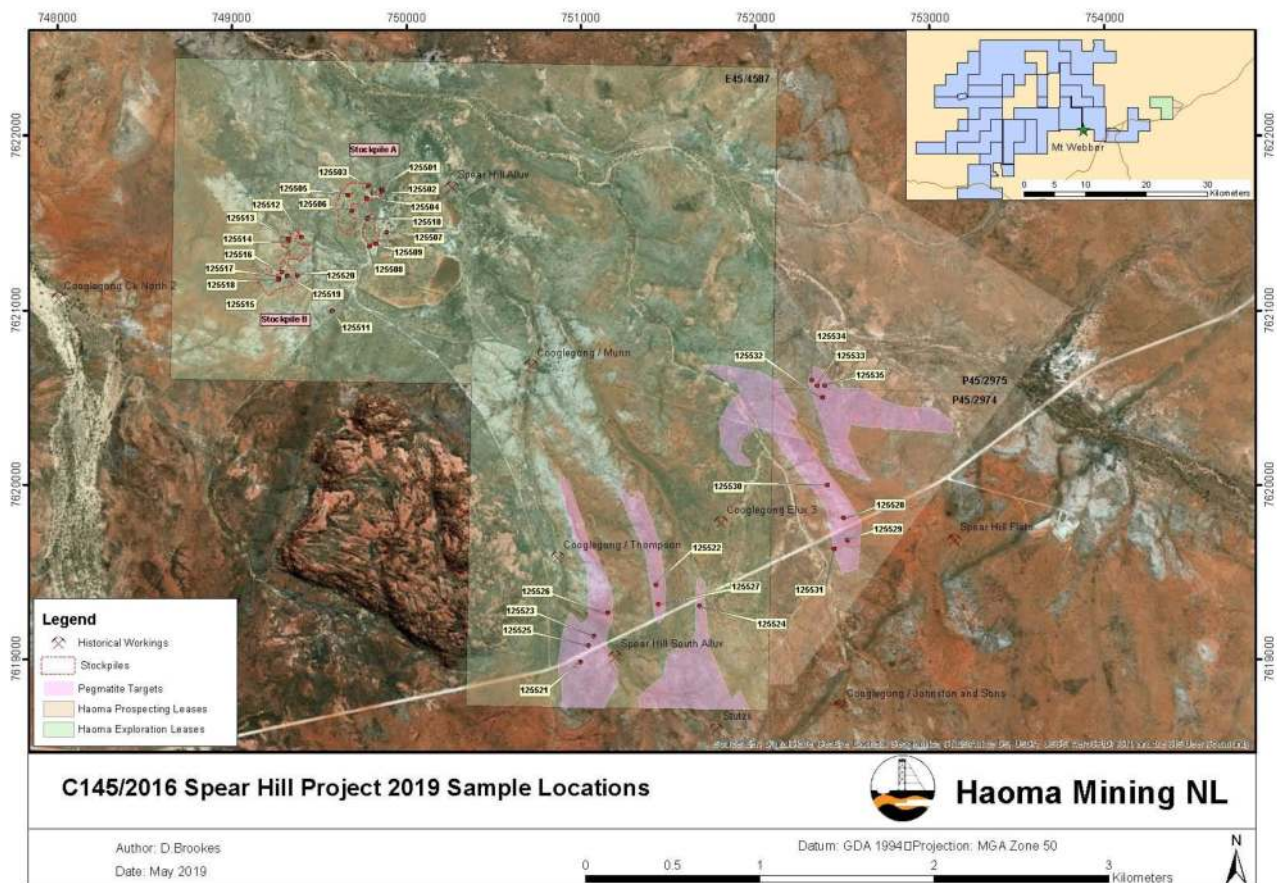 748000 749000 750000 751000 752000 753000 754000
7622000
7621000
7620000
7619000
7622000
7621000
7620000
7619000
E45/4587
Mt Webber
0 5 10 20 30
Kilometers
Stockpile A
125503
125501
125505
125502
Spear Hill Alluv
125506
125504
125512
125510
125513
125507
125514
125509
125516
125508
125517
125520
125518
125519
125515
Stockpile B
125511
Cooglegong Ck North 2
Cooglegong / Munn
125534
125532
125533
125535
P45/2975
P45/2974
125530
125528
Cooglegong Elux 3
125529
Spear Hill Plats
Cooglegong / Thompson
125522
125527
125531
125526
125523
125524
125525
Spear Hill South Alluv
125521
Cooglegong / Johnston and Sons
Stutzs
Legend
Historical Workings
Stockpiles
Pegmatite Targets
Haoma Prospecting Leases
Haoma Exploration Leases
C145/2016 Spear Hill Project 2019 Sample Locations
Haoma Mining NL
Author: D.Brookes
Date: May 2019
Datum: GDA 1994□Projection: MGA Zone 50
0 0.5 1 2 3
Kilometers
N